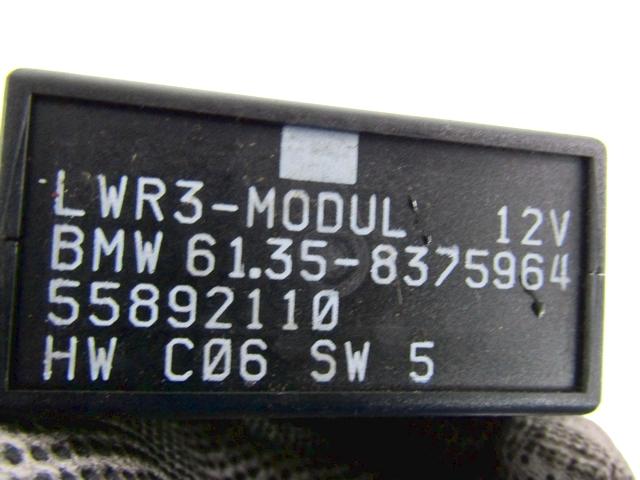 LWR3-MODUL 12V
BMW 61.35-8375964
55892110
HW C06 SW 5